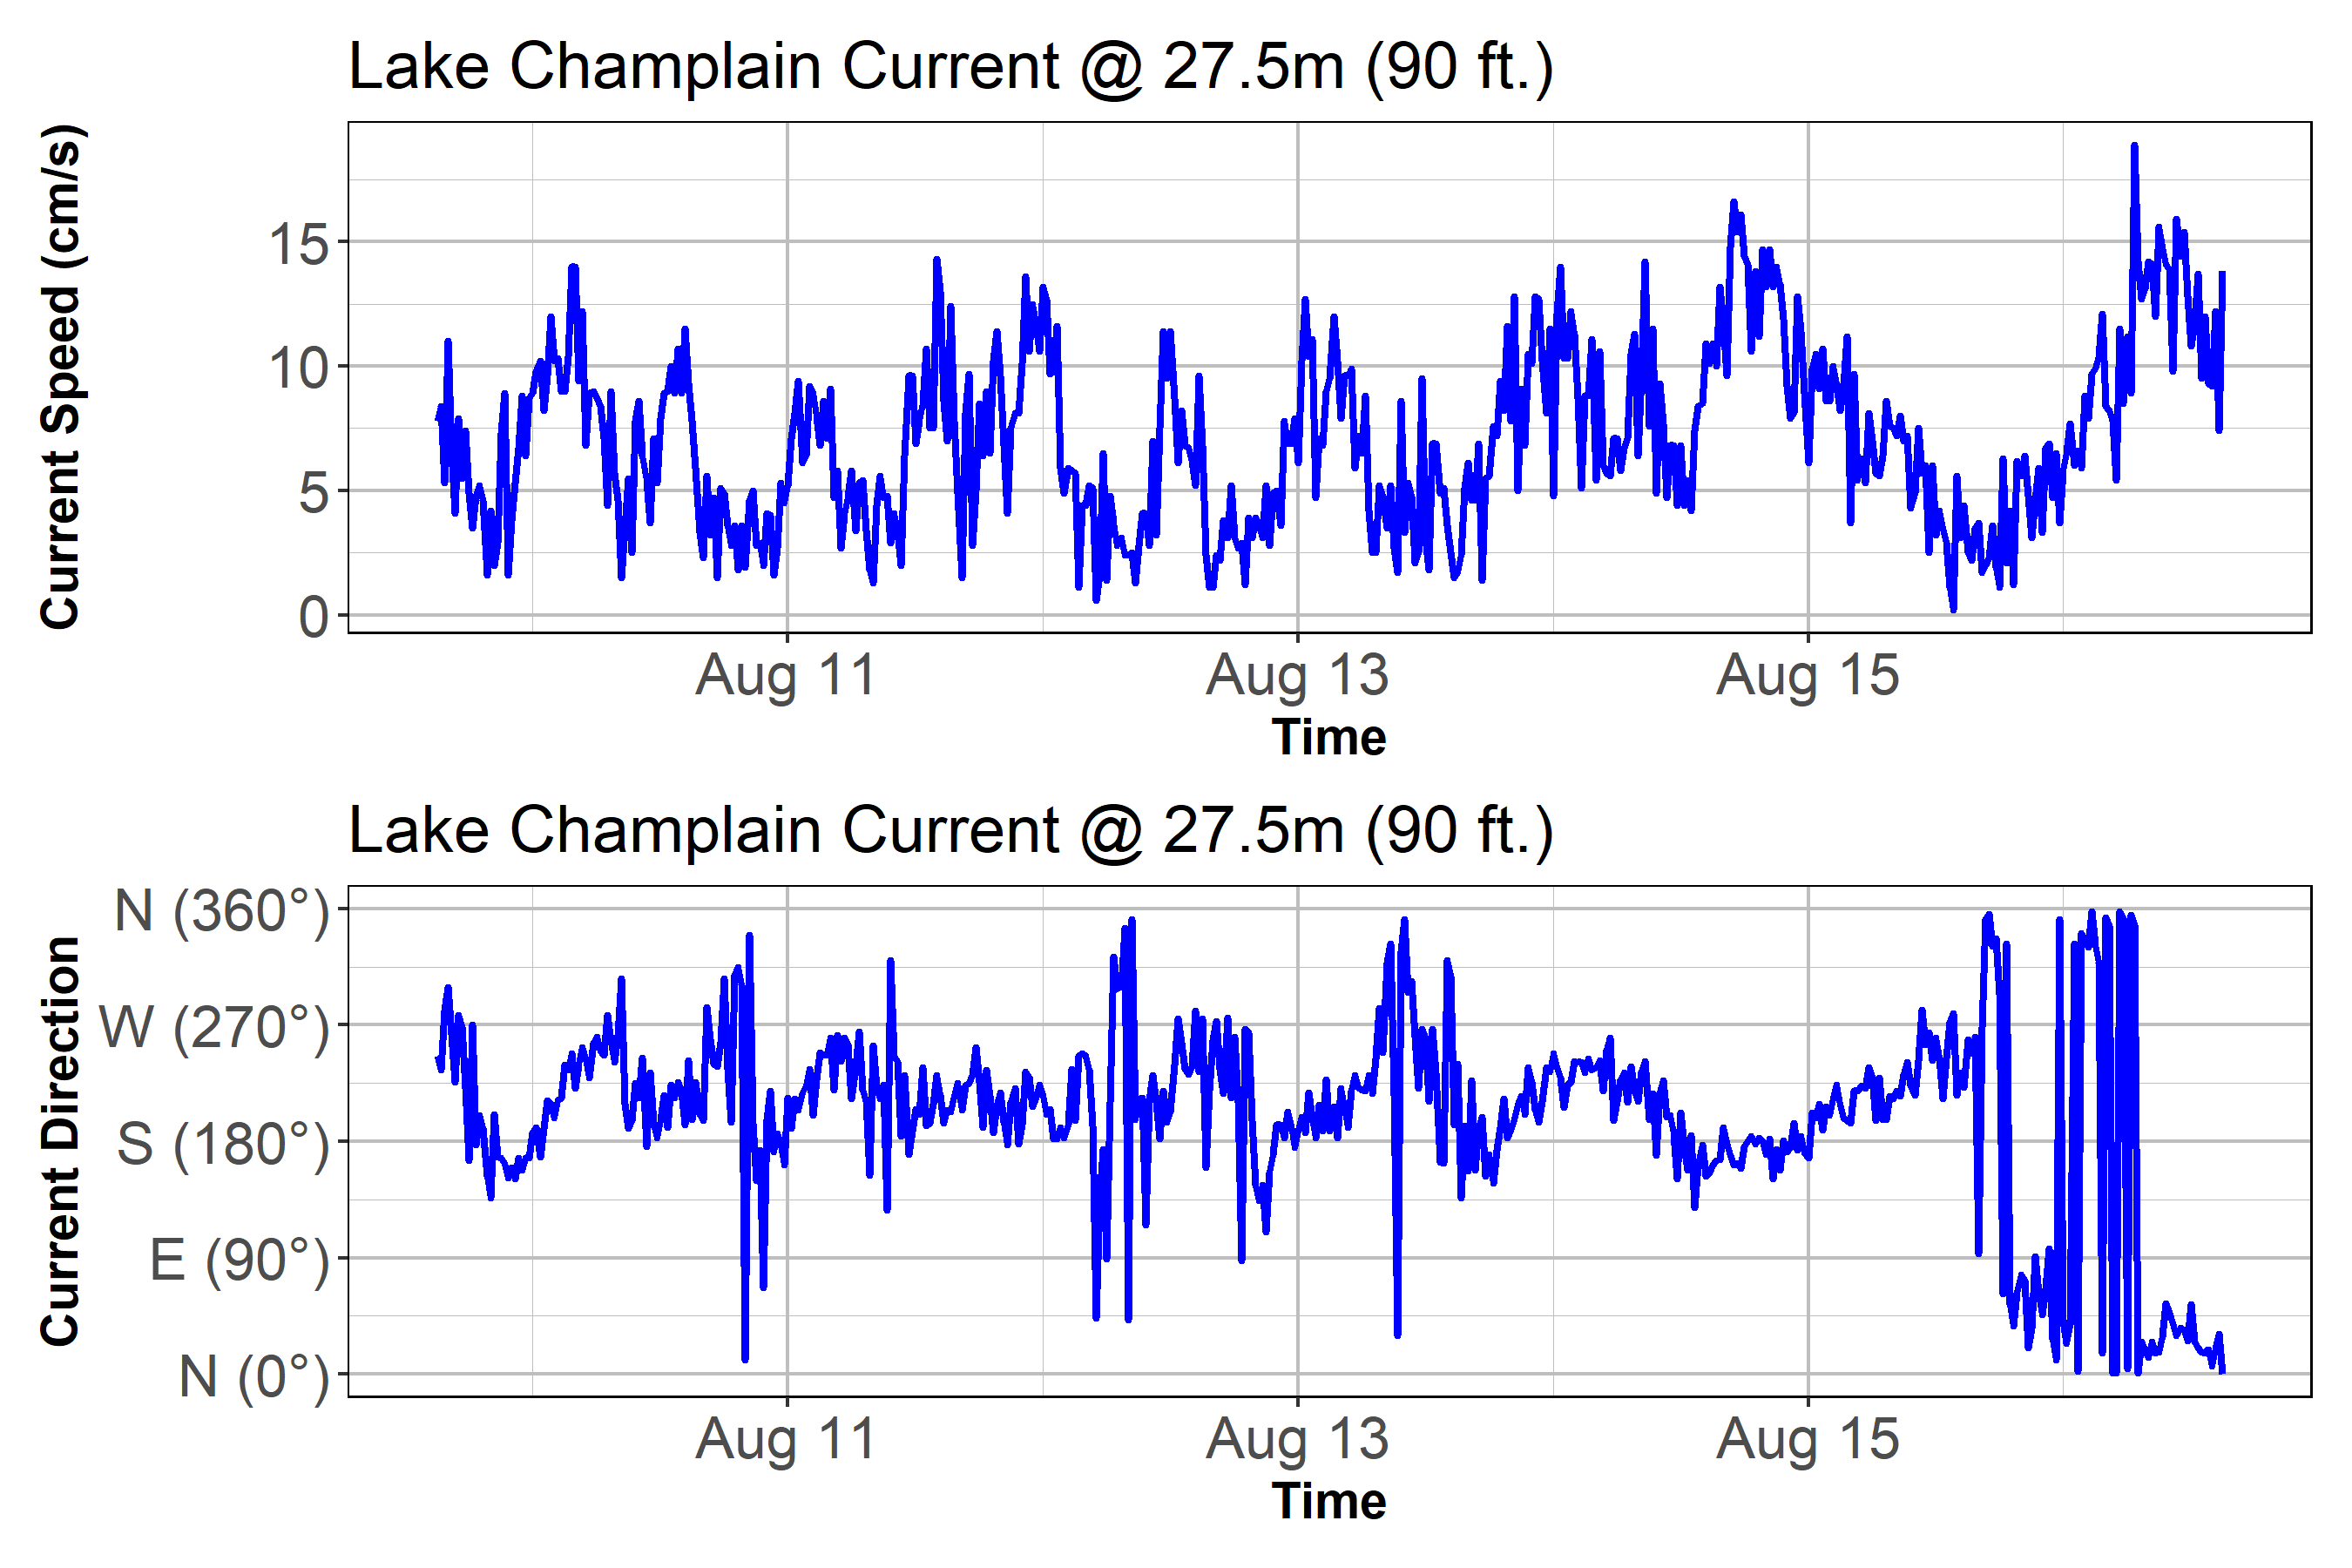 Lake Champlain Current @ 27.5m (90 ft.)
Current Speed (cm/s)
15
10
5
0
Aug 11 Aug 13 Aug 15
Time
Lake Champlain Current @ 27.5m (90 ft.)
Current Direction
N (360°)
W (270°)
S (180°)
E (90°)
N (0°)
Aug 11 Aug 13 Aug 15
Time